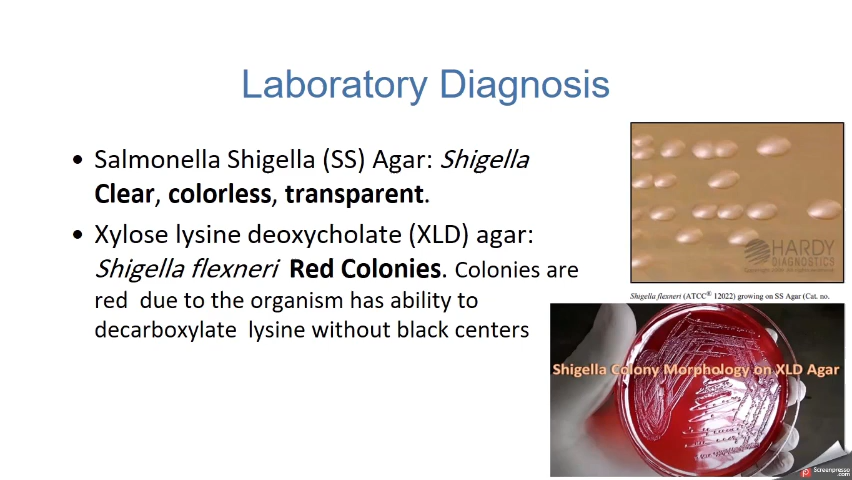 Laboratory Diagnosis
• Salmonella Shigella (SS) Agar: Shigella
Clear, colorless, transparent.
• Xylose lysine deoxycholate (XLD) agar:
Shigella flexneri Red Colonies. Colonies are
red due to the organism has ability to
decarboxylate lysine without black centers
HARDY
DIAGNOSTICS
Shigella flexneri (ATCC® 12022) growing on SS Agar (Cat. no.
Shigella Colony Morphology on XLD Agar
Screenpresso
.com